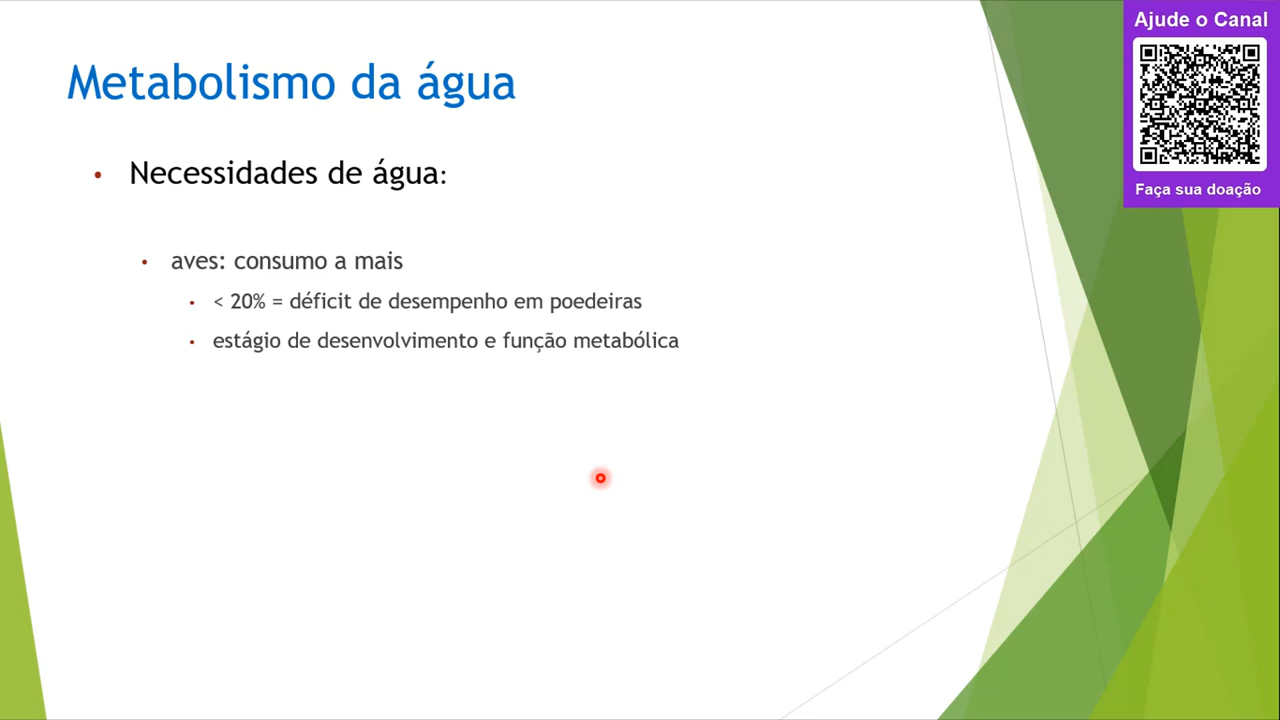 Metabolismo da água
• Necessidades de água:
• aves: consumo a mais
• < 20% = déficit de desempenho em poedeiras
• estágio de desenvolvimento e função metabólica
Ajude o Canal
Faça sua doação